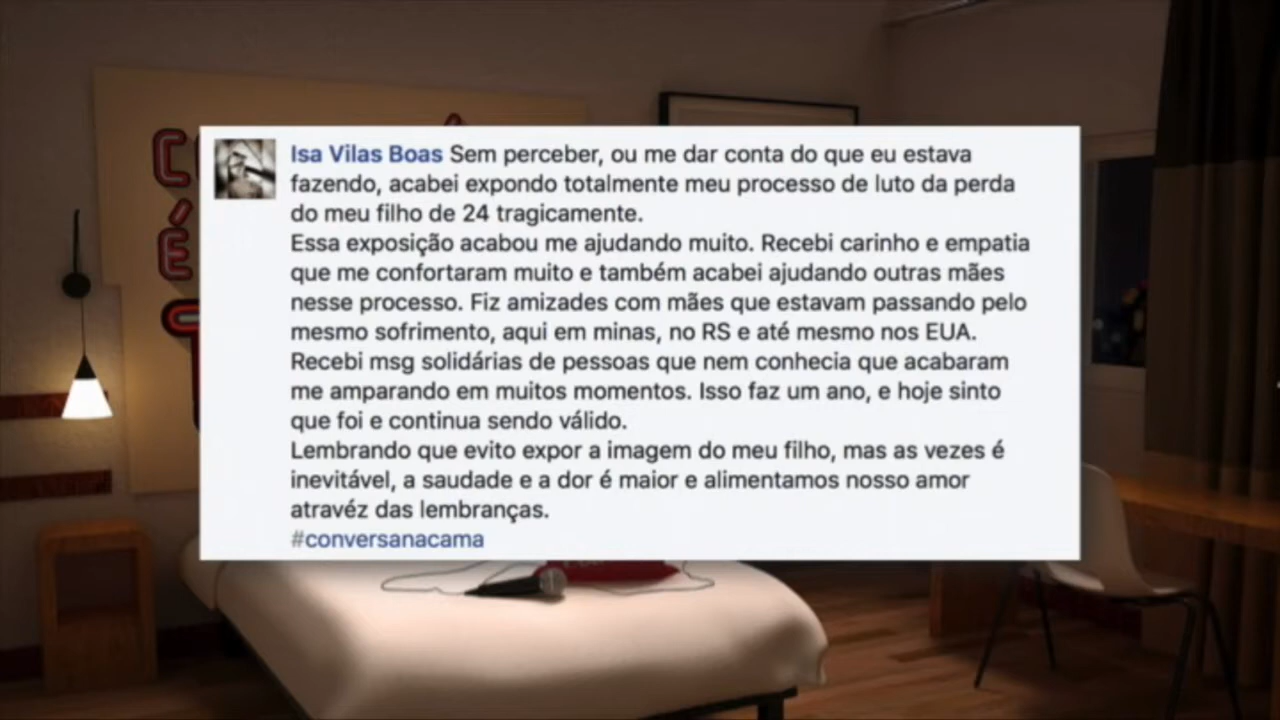 Isa Vilas Boas Sem perceber, ou me dar conta do que eu estava
fazendo, acabei expondo totalmente meu processo de luto da perda
do meu filho de 24 tragicamente.
Essa exposição acabou me ajudando muito. Recebi carinho e empatia
que me confortaram muito e também acabei ajudando outras mães
nesse processo. Fiz amizades com mães que estavam passando pelo
mesmo sofrimento, aqui em minas, no RS e até mesmo nos EUA.
Recebi msg solidárias de pessoas que nem conhecia que acabaram
me amparando em muitos momentos. Isso faz um ano, e hoje sinto
que foi e continua sendo válido.
Lembrando que evito expor a imagem do meu filho, mas as vezes é
inevitável, a saudade e a dor é maior e alimentamos nosso amor
atravéz das lembranças.
#conversanacama